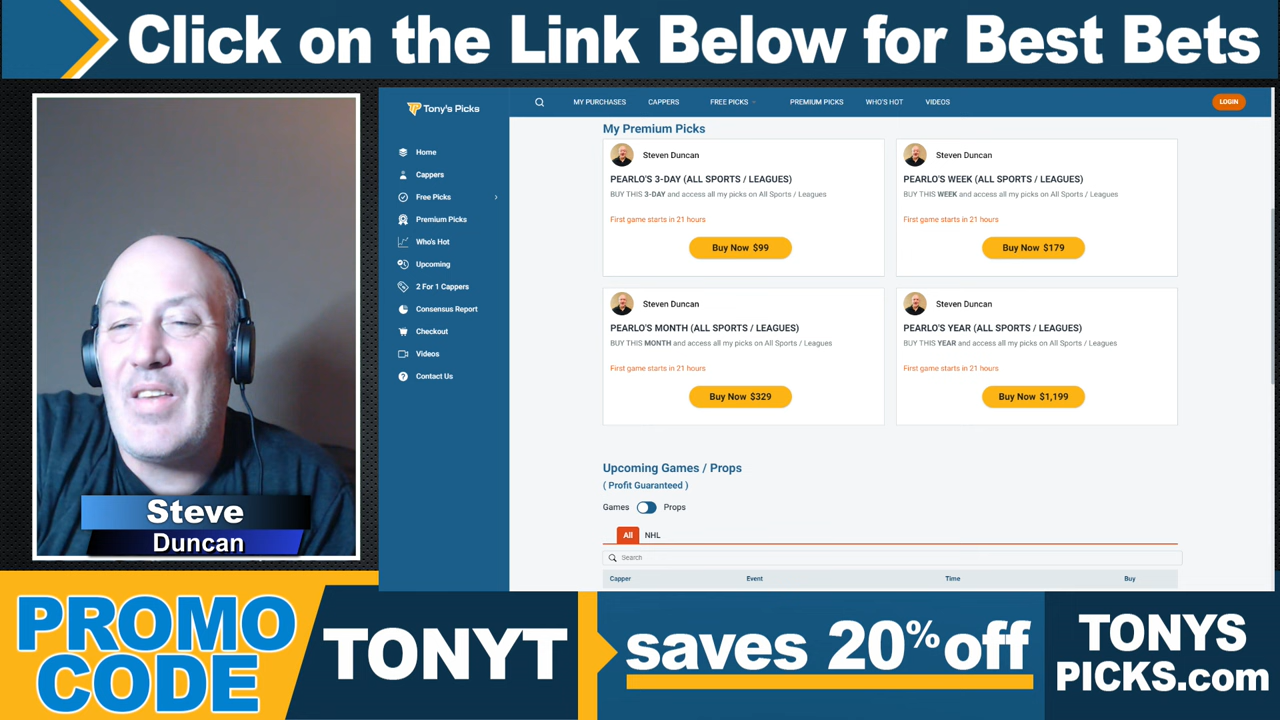 Click on the Link Below for Best Bets
Tony's Picks
MY PURCHASES CAPPERS FREE PICKS PREMIUM PICKS WHO'S HOT VIDEOS LOGIN
Home
Cappers
Free Picks
Premium Picks
Who's Hot
Upcoming
2 For 1 Cappers
Consensus Report
Checkout
Videos
Contact Us
My Premium Picks
Steven Duncan
PEARLO'S 3-DAY (ALL SPORTS / LEAGUES)
BUY THIS 3-DAY and access all my picks on All Sports / Leagues
First game starts in 21 hours
Buy Now $99
Steven Duncan
PEARLO'S WEEK (ALL SPORTS / LEAGUES)
BUY THIS WEEK and access all my picks on All Sports / Leagues
First game starts in 21 hours
Buy Now $179
Steven Duncan
PEARLO'S MONTH (ALL SPORTS / LEAGUES)
BUY THIS MONTH and access all my picks on All Sports / Leagues
First game starts in 21 hours
Buy Now $329
Steven Duncan
PEARLO'S YEAR (ALL SPORTS / LEAGUES)
BUY THIS YEAR and access all my picks on All Sports / Leagues
First game starts in 21 hours
Buy Now $1,199
Upcoming Games / Props
( Profit Guaranteed )
Games Props
All NHL
Search
Capper Event Time Buy
Steve
Duncan
PROMO
CODE
TONYT
saves 20% off
TONYS
PICKS.com